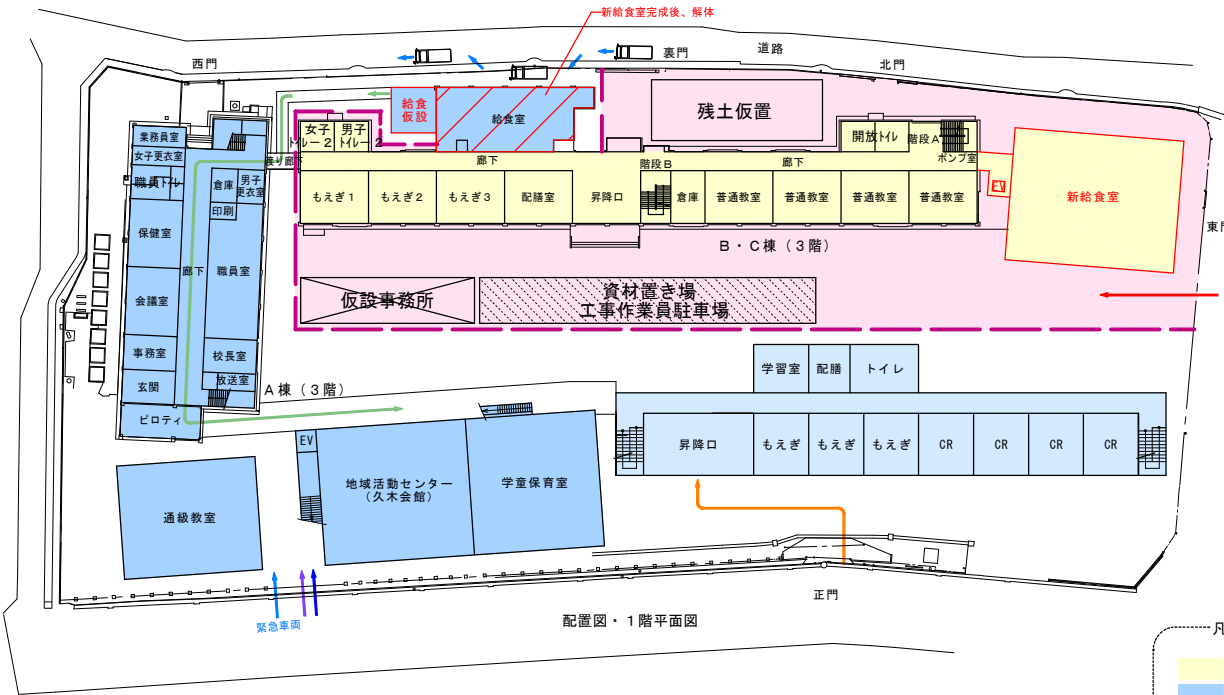 新給食室完成後、解体
西門
裏門
道路
北門
給食
仮設
給食室
残土仮置
業務員室
女子更衣室
職員トイレ
倉庫
男子
更衣室
印刷
保健室
廊下
職員室
会議室
事務室
校長室
玄関
放送室
ピロティ
渡り廊下
女子
トイレ2
男子
トイレ2
廊下
階段B
廊下
開放トイレ
階段A
ポンプ室
もえぎ1
もえぎ2
もえぎ3
配膳室
昇降口
倉庫
普通教室
普通教室
普通教室
普通教室
EV
新給食室
東門
B・C棟(3階)
仮設事務所
資材置き場
工事作業員駐車場
A棟(3階)
学習室
配膳
トイレ
昇降口
もえぎ
もえぎ
もえぎ
CR
CR
CR
CR
EV
地域活動センター
(久木会館)
学童保育室
通級教室
緊急車両
正門
配置図・1階平面図
凡